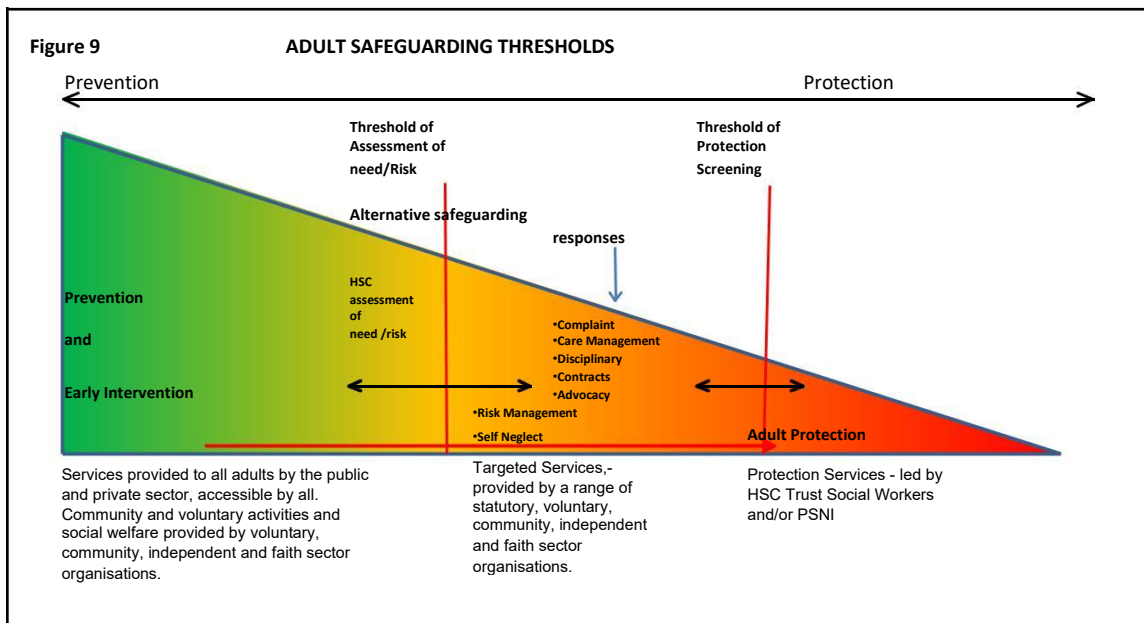 Figure 9
ADULT SAFEGUARDING THRESHOLDS
Prevention
Protection
Threshold of
Assessment of
need/Risk
Threshold of
Protection
Screening
Alternative safeguarding
responses
HSC
assessment
of
need /risk
Prevention
and
Early Intervention
•Complaint
•Care Management
•Disciplinary
•Contracts
•Advocacy
•Risk Management
•Self Neglect
Adult Protection
Services provided to all adults by the public
and private sector, accessible by all.
Community and voluntary activities and
social welfare provided by voluntary,
community, independent and faith sector
organisations.
Targeted Services,-
provided by a range of
statutory, voluntary,
community, independent
and faith sector
organisations.
Protection Services - led by
HSC Trust Social Workers
and/or PSNI